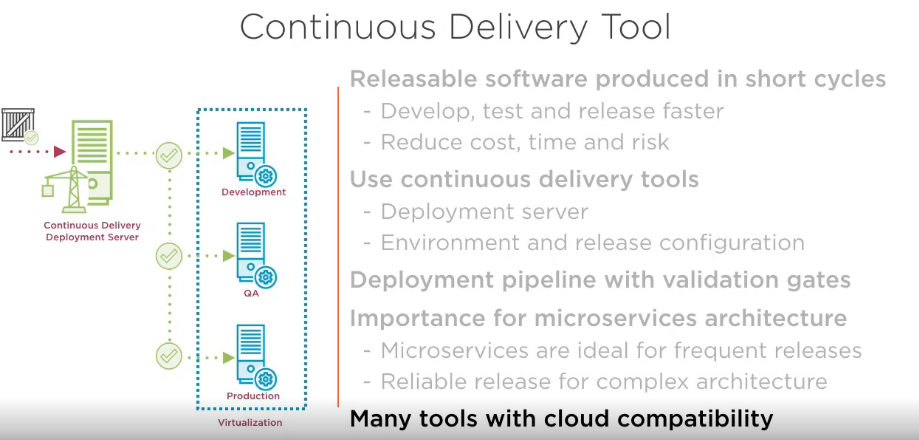 Continuous Delivery Tool
Continuous Delivery
Deployment Server
Development
QA
Production
Virtualization
Releasable software produced in short cycles
- Develop, test and release faster
- Reduce cost, time and risk
Use continuous delivery tools
- Deployment server
- Environment and release configuration
Deployment pipeline with validation gates
Importance for microservices architecture
- Microservices are ideal for frequent releases
- Reliable release for complex architecture
Many tools with cloud compatibility